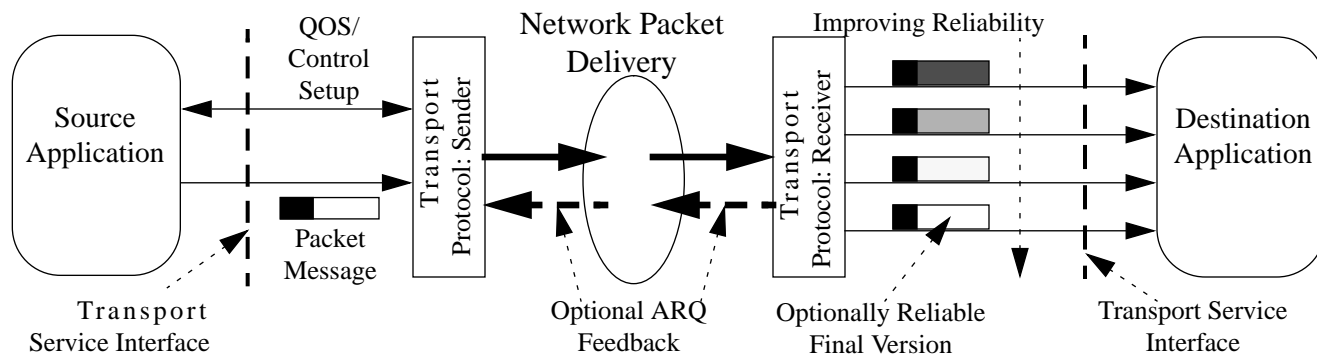 QOS/
Control
Setup
Network Packet
Delivery
Improving Reliability
Source
Application
Transport
Protocol: Sender
Transport
Protocol: Receiver
Destination
Application
Packet
Message
Transport
Service Interface
Optional ARQ
Feedback
Optionally Reliable
Final Version
Transport Service
Interface